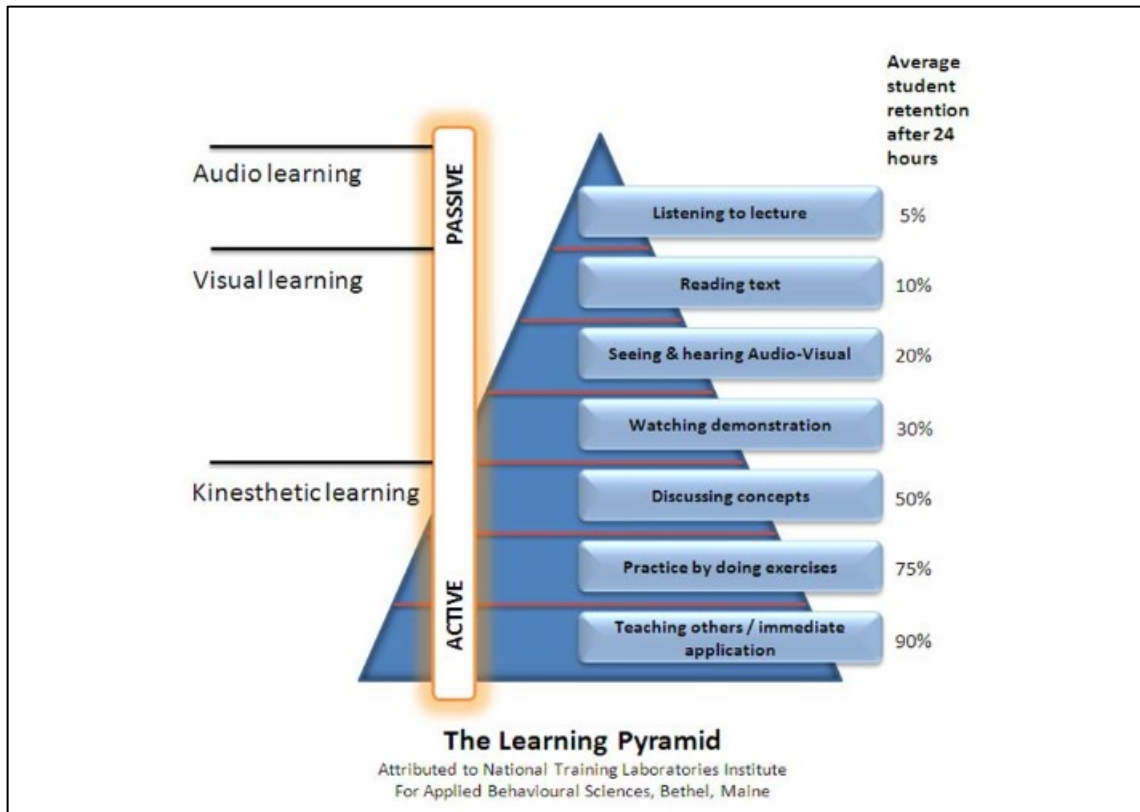 Average
student
retention
after 24
hours
Audio learning
PASSIVE
Listening to lecture
5%
Visual learning
Reading text
10%
Seeing & hearing Audio-Visual
20%
Watching demonstration
30%
Kinesthetic learning
Discussing concepts
50%
Practice by doing exercises
75%
ACTIVE
Teaching others / immediate
application
90%
The Learning Pyramid
Attributed to National Training Laboratories Institute
For Applied Behavioural Sciences, Bethel, Maine